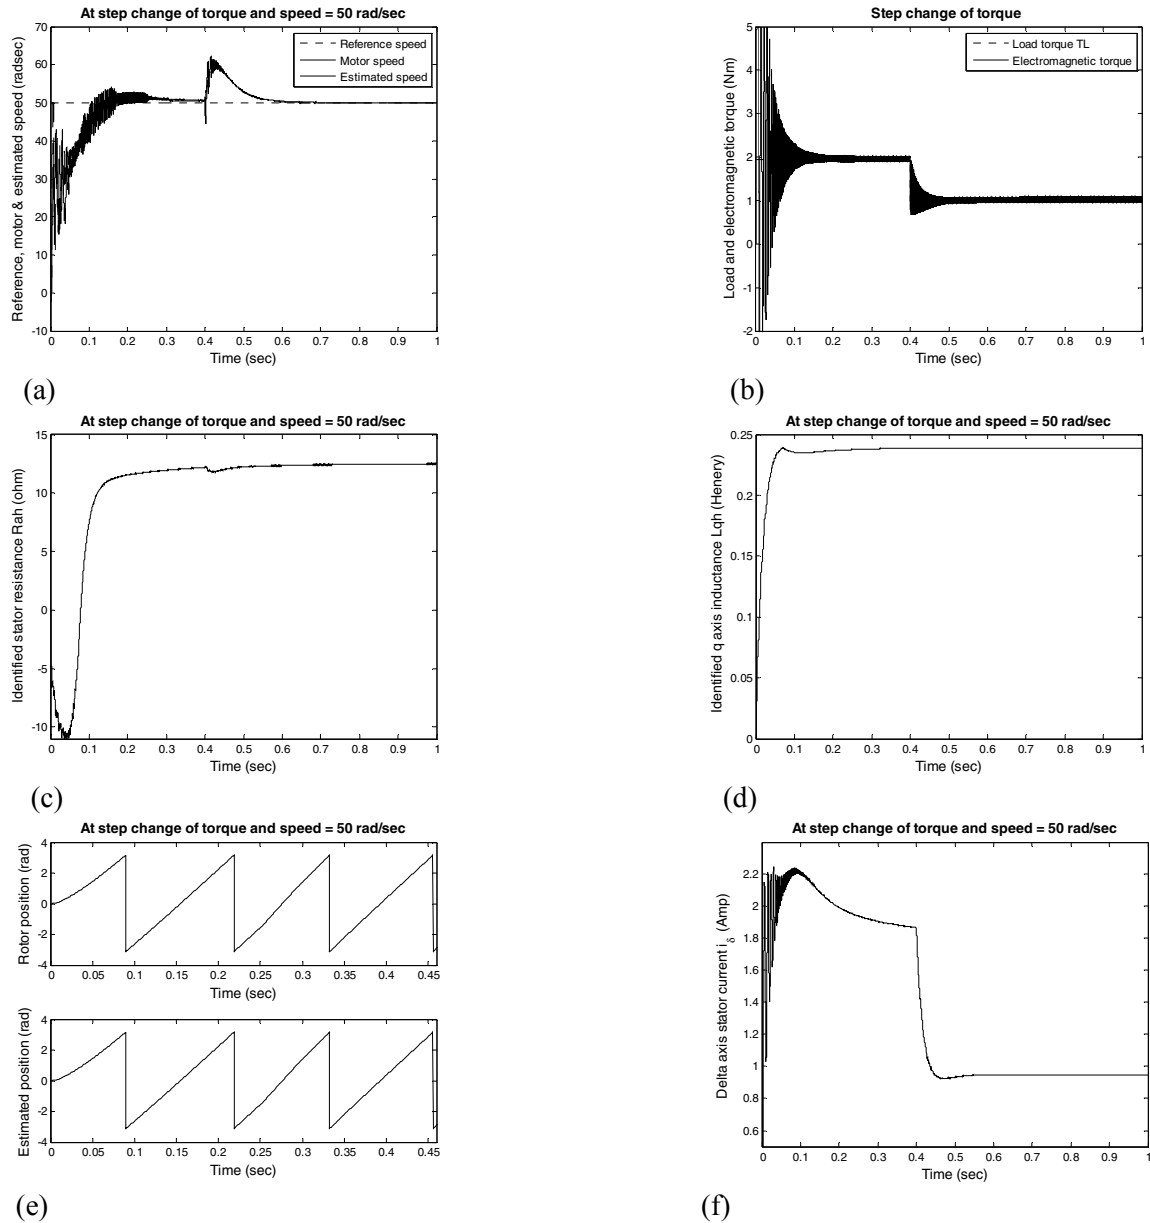 At step change of torque and speed = 50 rad/sec
Reference, motor & estimated speed (radsec)
70
60
50
40
30
20
10
0
-10
Reference speed
Motor speed
Estimated speed
0 0.1 0.2 0.3 0.4 0.5 0.6 0.7 0.8 0.9 1
Time (sec)
(a)
Step change of torque
Load and electromagnetic torque (Nm)
5
4
3
2
1
0
-1
-2
Load torque TL
Electromagnetic torque
0 0.1 0.2 0.3 0.4 0.5 0.6 0.7 0.8 0.9 1
Time (sec)
(b)
At step change of torque and speed = 50 rad/sec
Identified stator resistance Rah (ohm)
15
10
5
0
-5
-10
0 0.1 0.2 0.3 0.4 0.5 0.6 0.7 0.8 0.9 1
Time (sec)
(c)
At step change of torque and speed = 50 rad/sec
Identified q axis inductance Lqh (Henery)
0.25
0.2
0.15
0.1
0.05
0
0 0.1 0.2 0.3 0.4 0.5 0.6 0.7 0.8 0.9 1
Time (sec)
(d)
At step change of torque and speed = 50 rad/sec
Rotor position (rad)
4
2
0
-2
-4
0 0.05 0.1 0.15 0.2 0.25 0.3 0.35 0.4 0.45
Time (sec)
Estimated position (rad)
4
2
0
-2
-4
0 0.05 0.1 0.15 0.2 0.25 0.3 0.35 0.4 0.45
Time (sec)
(e)
At step change of torque and speed = 50 rad/sec
Delta axis stator current i_δ (Amp)
2.2
2
1.8
1.6
1.4
1.2
1
0.8
0.6
0 0.1 0.2 0.3 0.4 0.5 0.6 0.7 0.8 0.9 1
Time (sec)
(f)